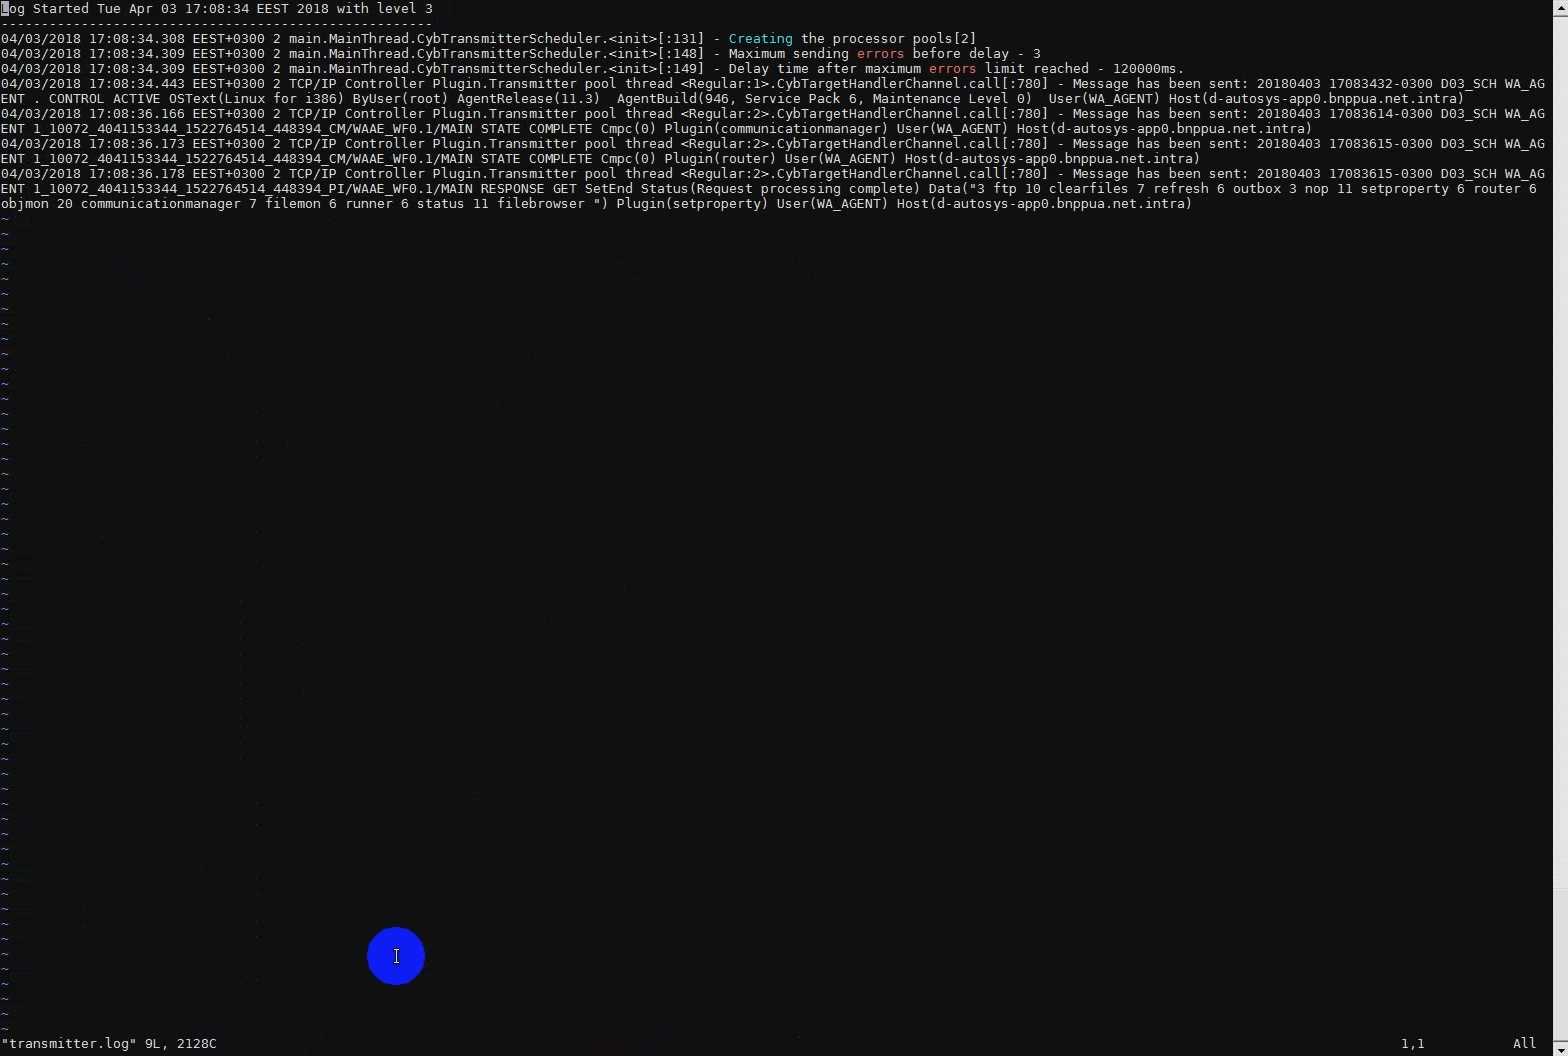 Log Started Tue Apr 03 17:08:34 EEST 2018 with level 3
------------------------------------------------------
04/03/2018 17:08:34.308 EEST+0300 2 main.MainThread.CybTransmitterScheduler.<init>[:131] - Creating the processor pools[2]
04/03/2018 17:08:34.309 EEST+0300 2 main.MainThread.CybTransmitterScheduler.<init>[:148] - Maximum sending errors before delay - 3
04/03/2018 17:08:34.309 EEST+0300 2 main.MainThread.CybTransmitterScheduler.<init>[:149] - Delay time after maximum errors limit reached - 120000ms.
04/03/2018 17:08:34.443 EEST+0300 2 TCP/IP Controller Plugin.Transmitter pool thread <Regular:1>.CybTargetHandlerChannel.call[:780] - Message has been sent: 20180403 17083432-0300 D03_SCH WA_AG
ENT . CONTROL ACTIVE OSText(Linux for i386) ByUser(root) AgentRelease(11.3)  AgentBuild(946, Service Pack 6, Maintenance Level 0)  User(WA_AGENT) Host(d-autosys-app0.bnppua.net.intra)
04/03/2018 17:08:36.166 EEST+0300 2 TCP/IP Controller Plugin.Transmitter pool thread <Regular:2>.CybTargetHandlerChannel.call[:780] - Message has been sent: 20180403 17083614-0300 D03_SCH WA_AG
ENT 1_10072_4041153344_1522764514_448394_CM/WAAE_WF0.1/MAIN STATE COMPLETE Cmpc(0) Plugin(communicationmanager) User(WA_AGENT) Host(d-autosys-app0.bnppua.net.intra)
04/03/2018 17:08:36.173 EEST+0300 2 TCP/IP Controller Plugin.Transmitter pool thread <Regular:2>.CybTargetHandlerChannel.call[:780] - Message has been sent: 20180403 17083615-0300 D03_SCH WA_AG
ENT 1_10072_4041153344_1522764514_448394_CM/WAAE_WF0.1/MAIN STATE COMPLETE Cmpc(0) Plugin(router) User(WA_AGENT) Host(d-autosys-app0.bnppua.net.intra)
04/03/2018 17:08:36.178 EEST+0300 2 TCP/IP Controller Plugin.Transmitter pool thread <Regular:2>.CybTargetHandlerChannel.call[:780] - Message has been sent: 20180403 17083615-0300 D03_SCH WA_AG
ENT 1_10072_4041153344_1522764514_448394_PI/WAAE_WF0.1/MAIN RESPONSE GET SetEnd Status(Request processing complete) Data("3 ftp 10 clearfiles 7 refresh 6 outbox 3 nop 11 setproperty 6 router 6
objmon 20 communicationmanager 7 filemon 6 runner 6 status 11 filebrowser ") Plugin(setproperty) User(WA_AGENT) Host(d-autosys-app0.bnppua.net.intra)
"transmitter.log" 9L, 2128C 1,1 All